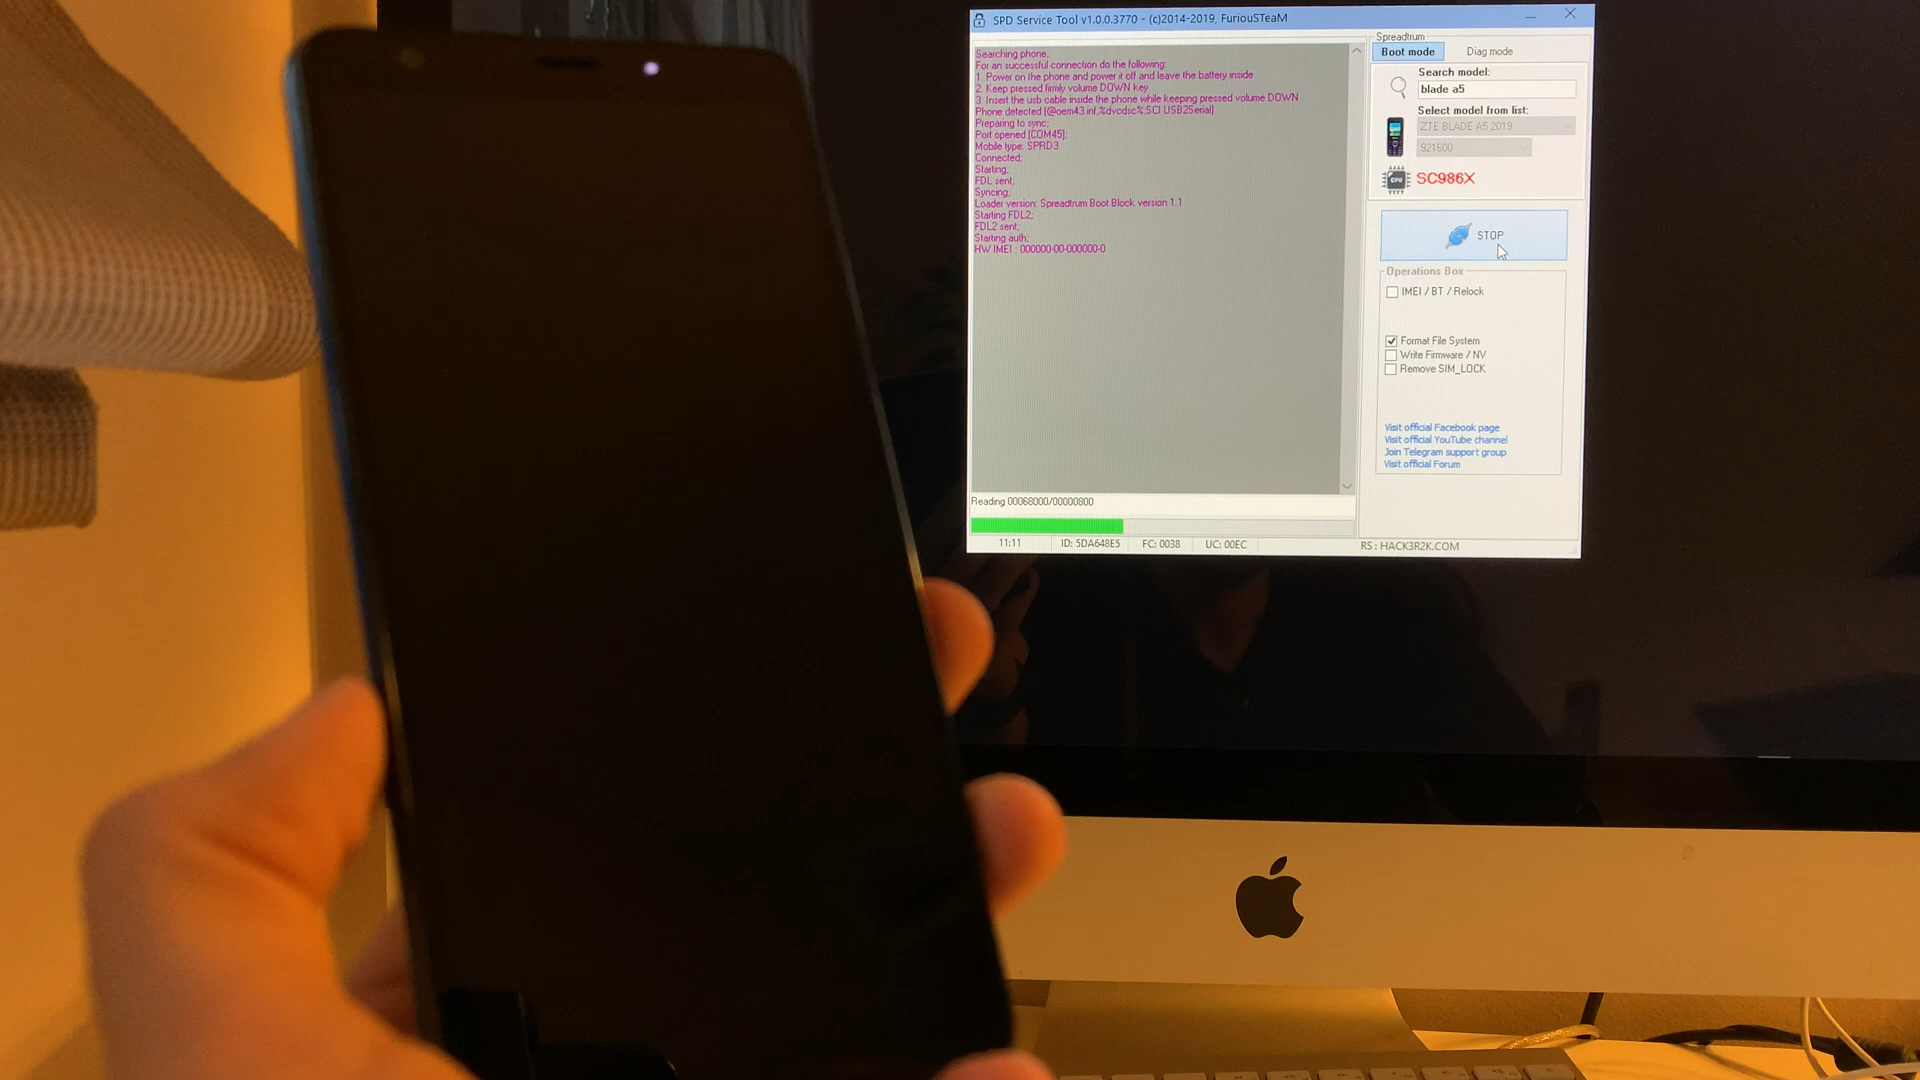 SPD Service Tool v1.0.0.3770 - (c)2014-2019, FuriouSTeaM
Searching phone;
For an successful connection do the following:
1. Power on the phone and power it off and leave the battery inside
2. Keep pressed firmly volume DOWN key
3. Insert the usb cable inside the phone while keeping pressed volume DOWN
Phone detected [@oem43.inf,%dvcdsc%;SCI USB2Serial]
Preparing to sync;
Port opened [COM45];
Mobile type: SPRD3
Connected;
Starting;
FDL sent;
Syncing;
Loader version: Spreadtrum Boot Block version 1.1
Starting FDL2;
FDL2 sent;
Starting auth;
HW IMEI : 000000-00-000000-0
Reading 00068000/00000800
11:11
ID: 5DA648E5
FC: 0038
UC: 00EC
RS : HACK3R2K.COM
Spreadtrum
Boot mode
Diag mode
Search model:
blade a5
Select model from list:
ZTE BLADE A5 2019
921600
CPU
SC986X
STOP
Operations Box
IMEI / BT / Relock
Format File System
Write Firmware / NV
Remove SIM_LOCK
Visit official Facebook page
Visit official YouTube channel
Join Telegram support group
Visit official Forum